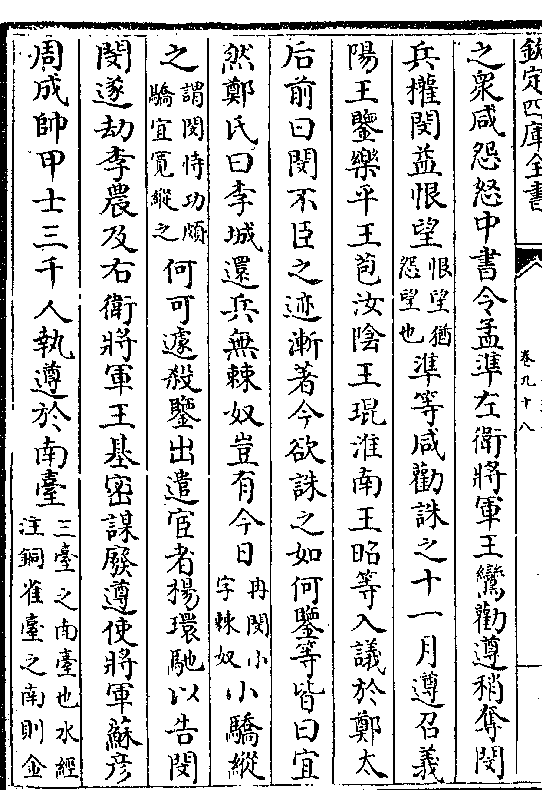 欽定四庫全書
卷九十八
之衆咸怨怒中書令孟準左衛將軍王鸞勸遵稍奪閔
兵權閔益恨望恨望猶怨望也準等咸勸誅之十一月遵召義
陽王鑒樂平王苞汝隂王琨淮南王昭等入議於鄭太
后前曰閔不臣之迹漸著今欲誅之如何鑒等皆曰宜
然鄭氏曰李城還兵無棘奴豈有今日冉閔小字棘奴小驕縱
之謂閔恃功頗驕宜寛縱之何可遽殺鑒出遣宦者楊環馳以告閔
閔遂劫李農及右衛將軍王基密謀廢遵使將軍蘇彦
周成帥甲士三千人執遵於南臺三臺之南臺也水經注銅雀臺之南則金